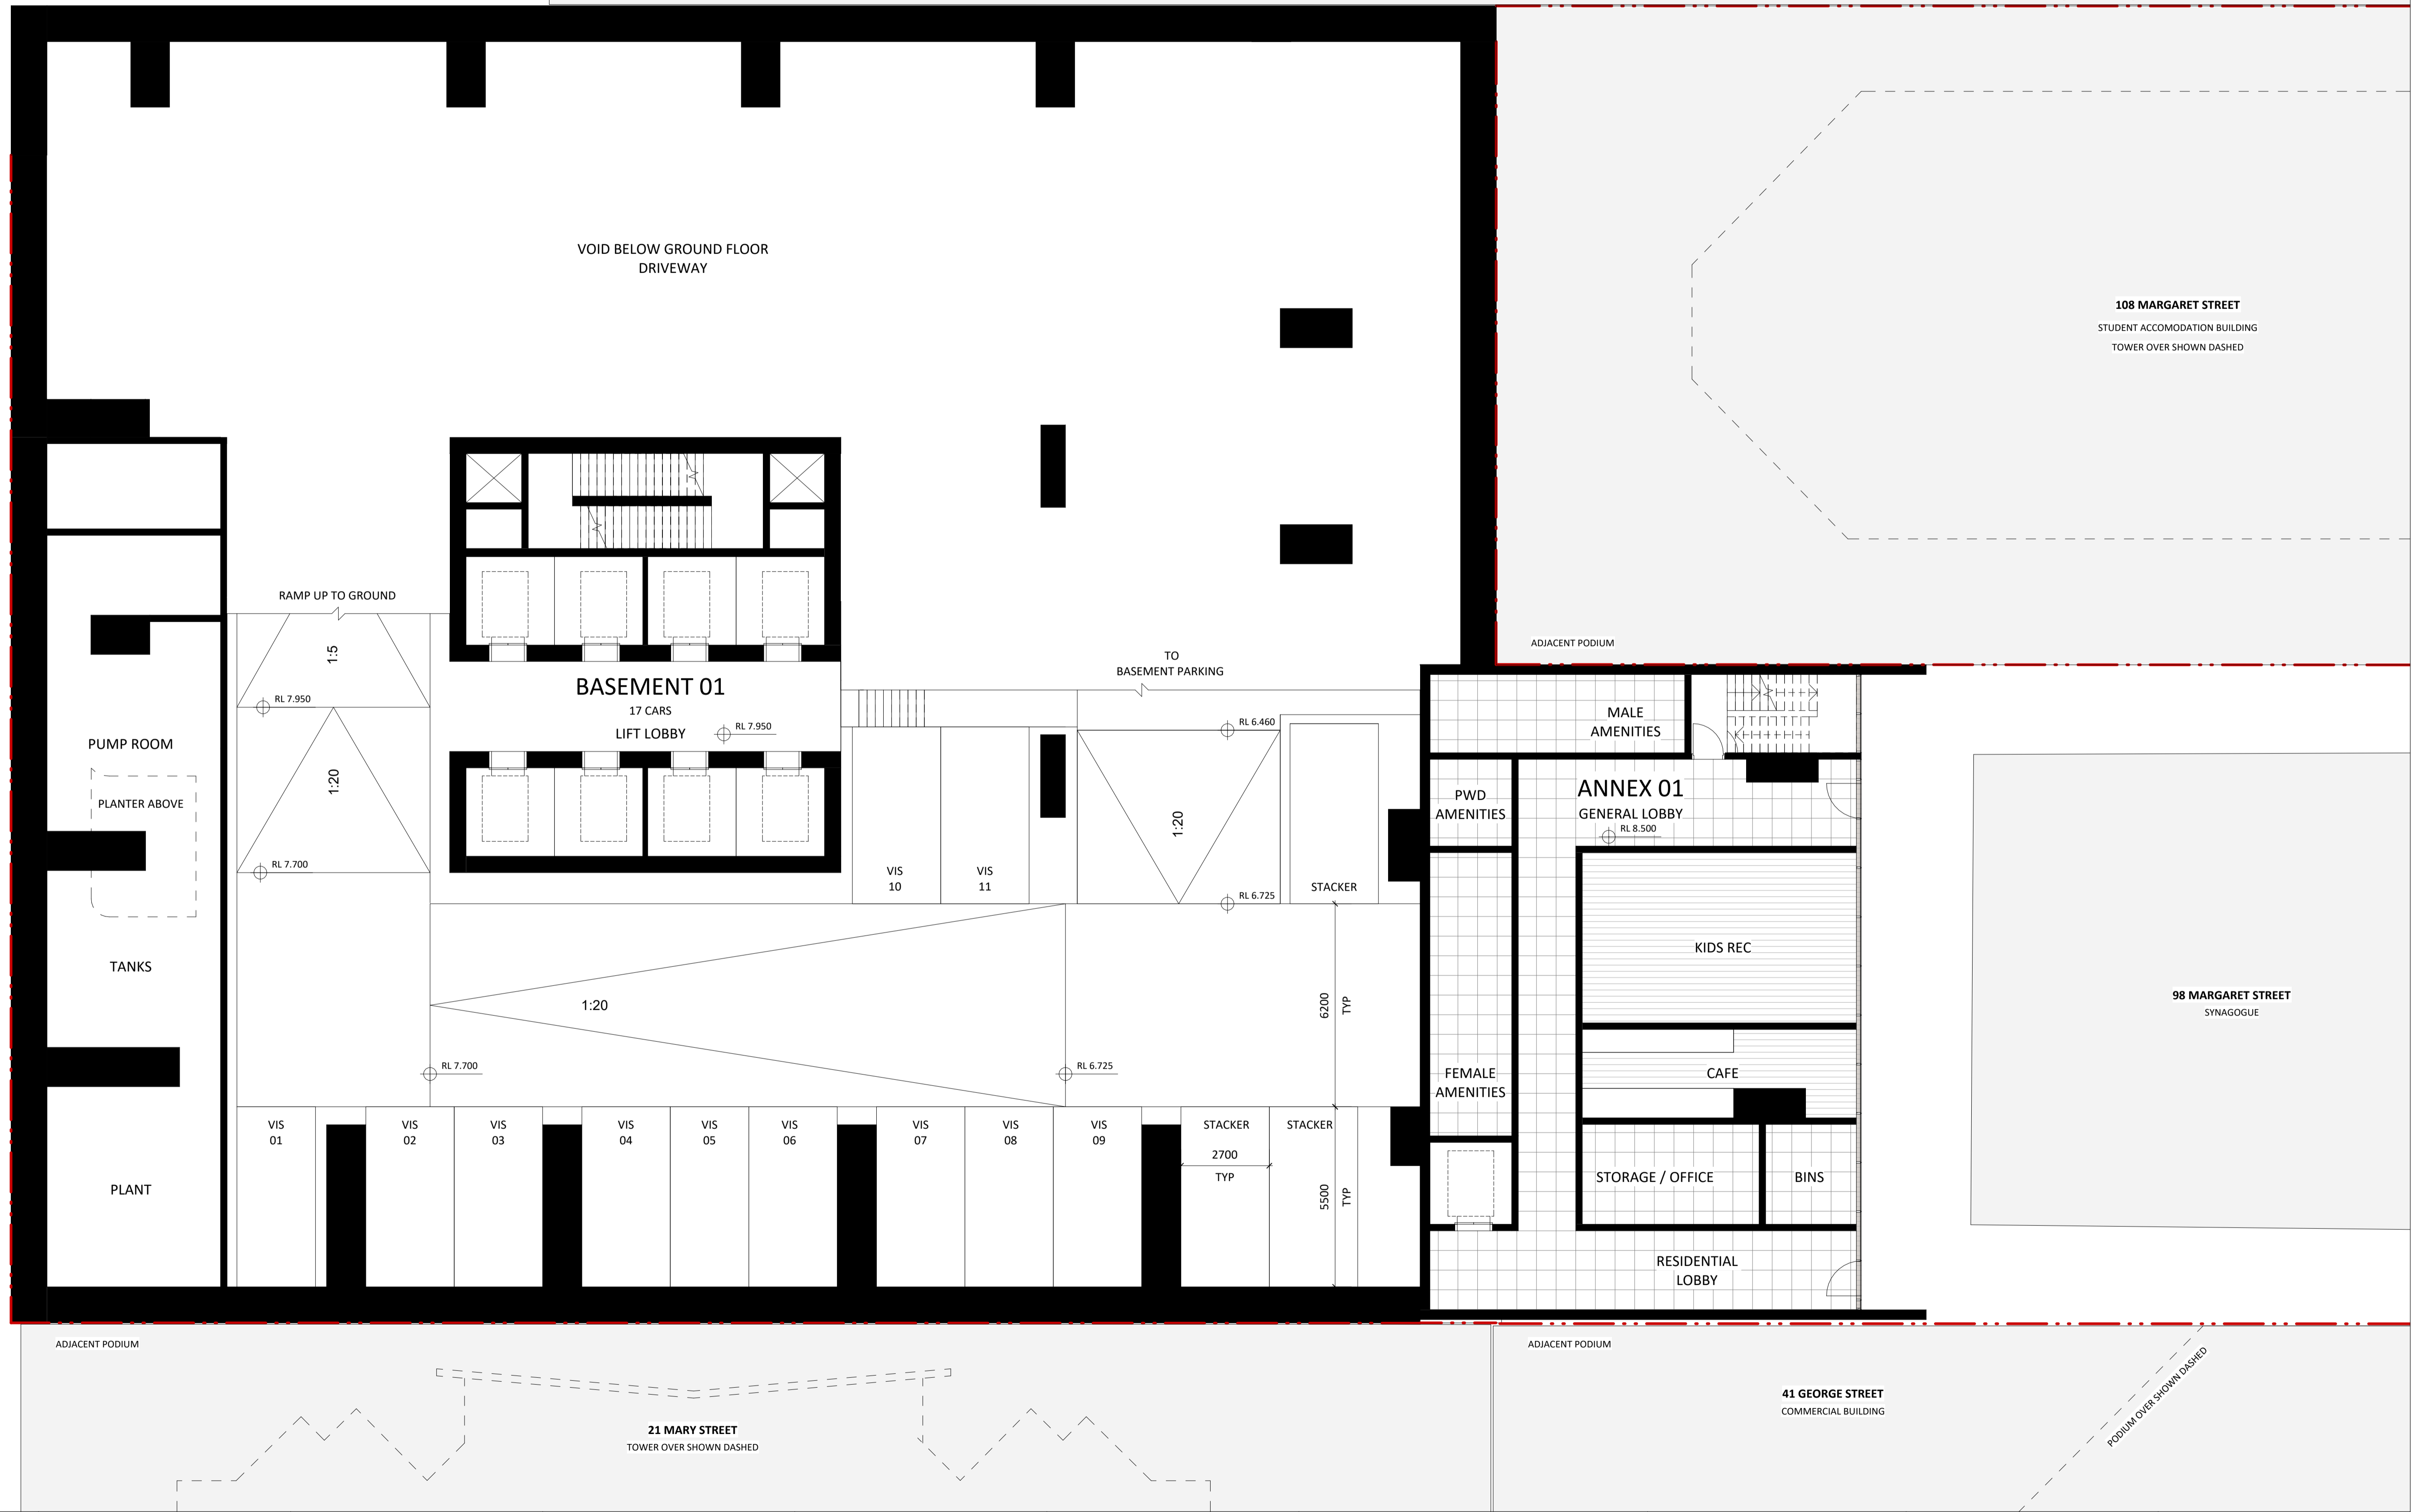 VOID BELOW GROUND FLOOR
DRIVEWAY
108 MARGARET STREET
STUDENT ACCOMODATION BUILDING
TOWER OVER SHOWN DASHED
ADJACENT PODIUM
RAMP UP TO GROUND
1:5
RL 7.950
1:20
RL 7.700
PUMP ROOM
PLANTER ABOVE
TANKS
PLANT
BASEMENT 01
17 CARS
LIFT LOBBY
RL 7.950
TO
BASEMENT PARKING
RL 6.460
1:20
RL 6.725
VIS
10
VIS
11
STACKER
1:20
RL 7.700
RL 6.725
6200
TYP
VIS
01
VIS
02
VIS
03
VIS
04
VIS
05
VIS
06
VIS
07
VIS
08
VIS
09
STACKER
2700
TYP
STACKER
5500
TYP
MALE
AMENITIES
PWD
AMENITIES
ANNEX 01
GENERAL LOBBY
RL 8.500
KIDS REC
CAFE
FEMALE
AMENITIES
STORAGE / OFFICE
BINS
RESIDENTIAL
LOBBY
98 MARGARET STREET
SYNAGOGUE
ADJACENT PODIUM
21 MARY STREET
TOWER OVER SHOWN DASHED
ADJACENT PODIUM
41 GEORGE STREET
COMMERCIAL BUILDING
PODIUM OVER SHOWN DASHED